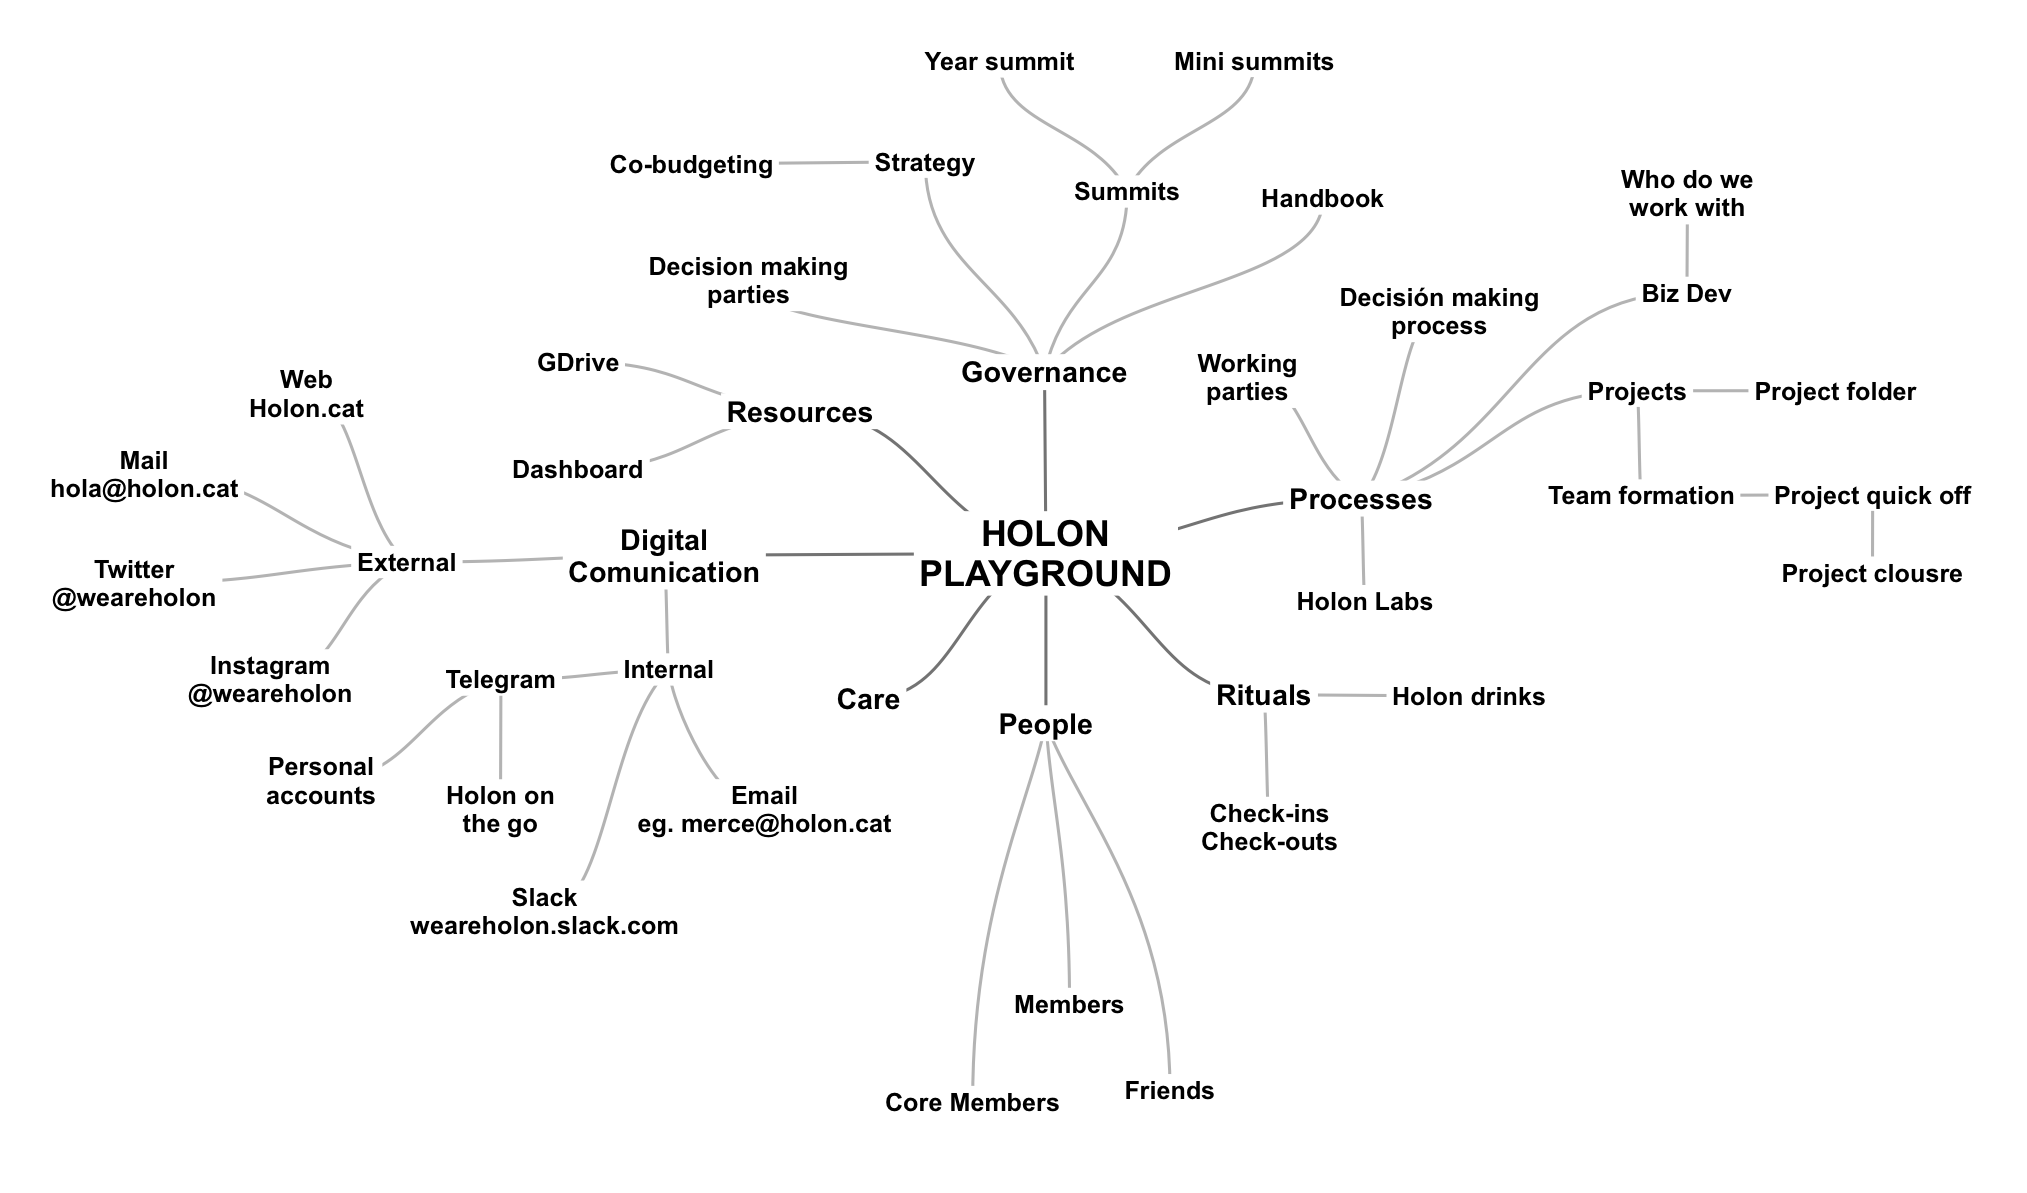 Year summit
Mini summits
Co-budgeting
Strategy
Summits
Handbook
Who do we
work with
Decision making
parties
Biz Dev
Decisión making
process
GDrive
Governance
Working
parties
Web
Holon.cat
Projects
Project folder
Resources
Mail
hola@holon.cat
Dashboard
Processes
Team formation
Project quick off
HOLON
PLAYGROUND
Digital
Comunication
External
Twitter
@weareholon
Project clousre
Holon Labs
Instagram
@weareholon
Telegram
Internal
Care
People
Rituals
Holon drinks
Personal
accounts
Holon on
the go
Email
eg. merce@holon.cat
Check-ins
Check-outs
Slack
weareholon.slack.com
Members
Core Members
Friends